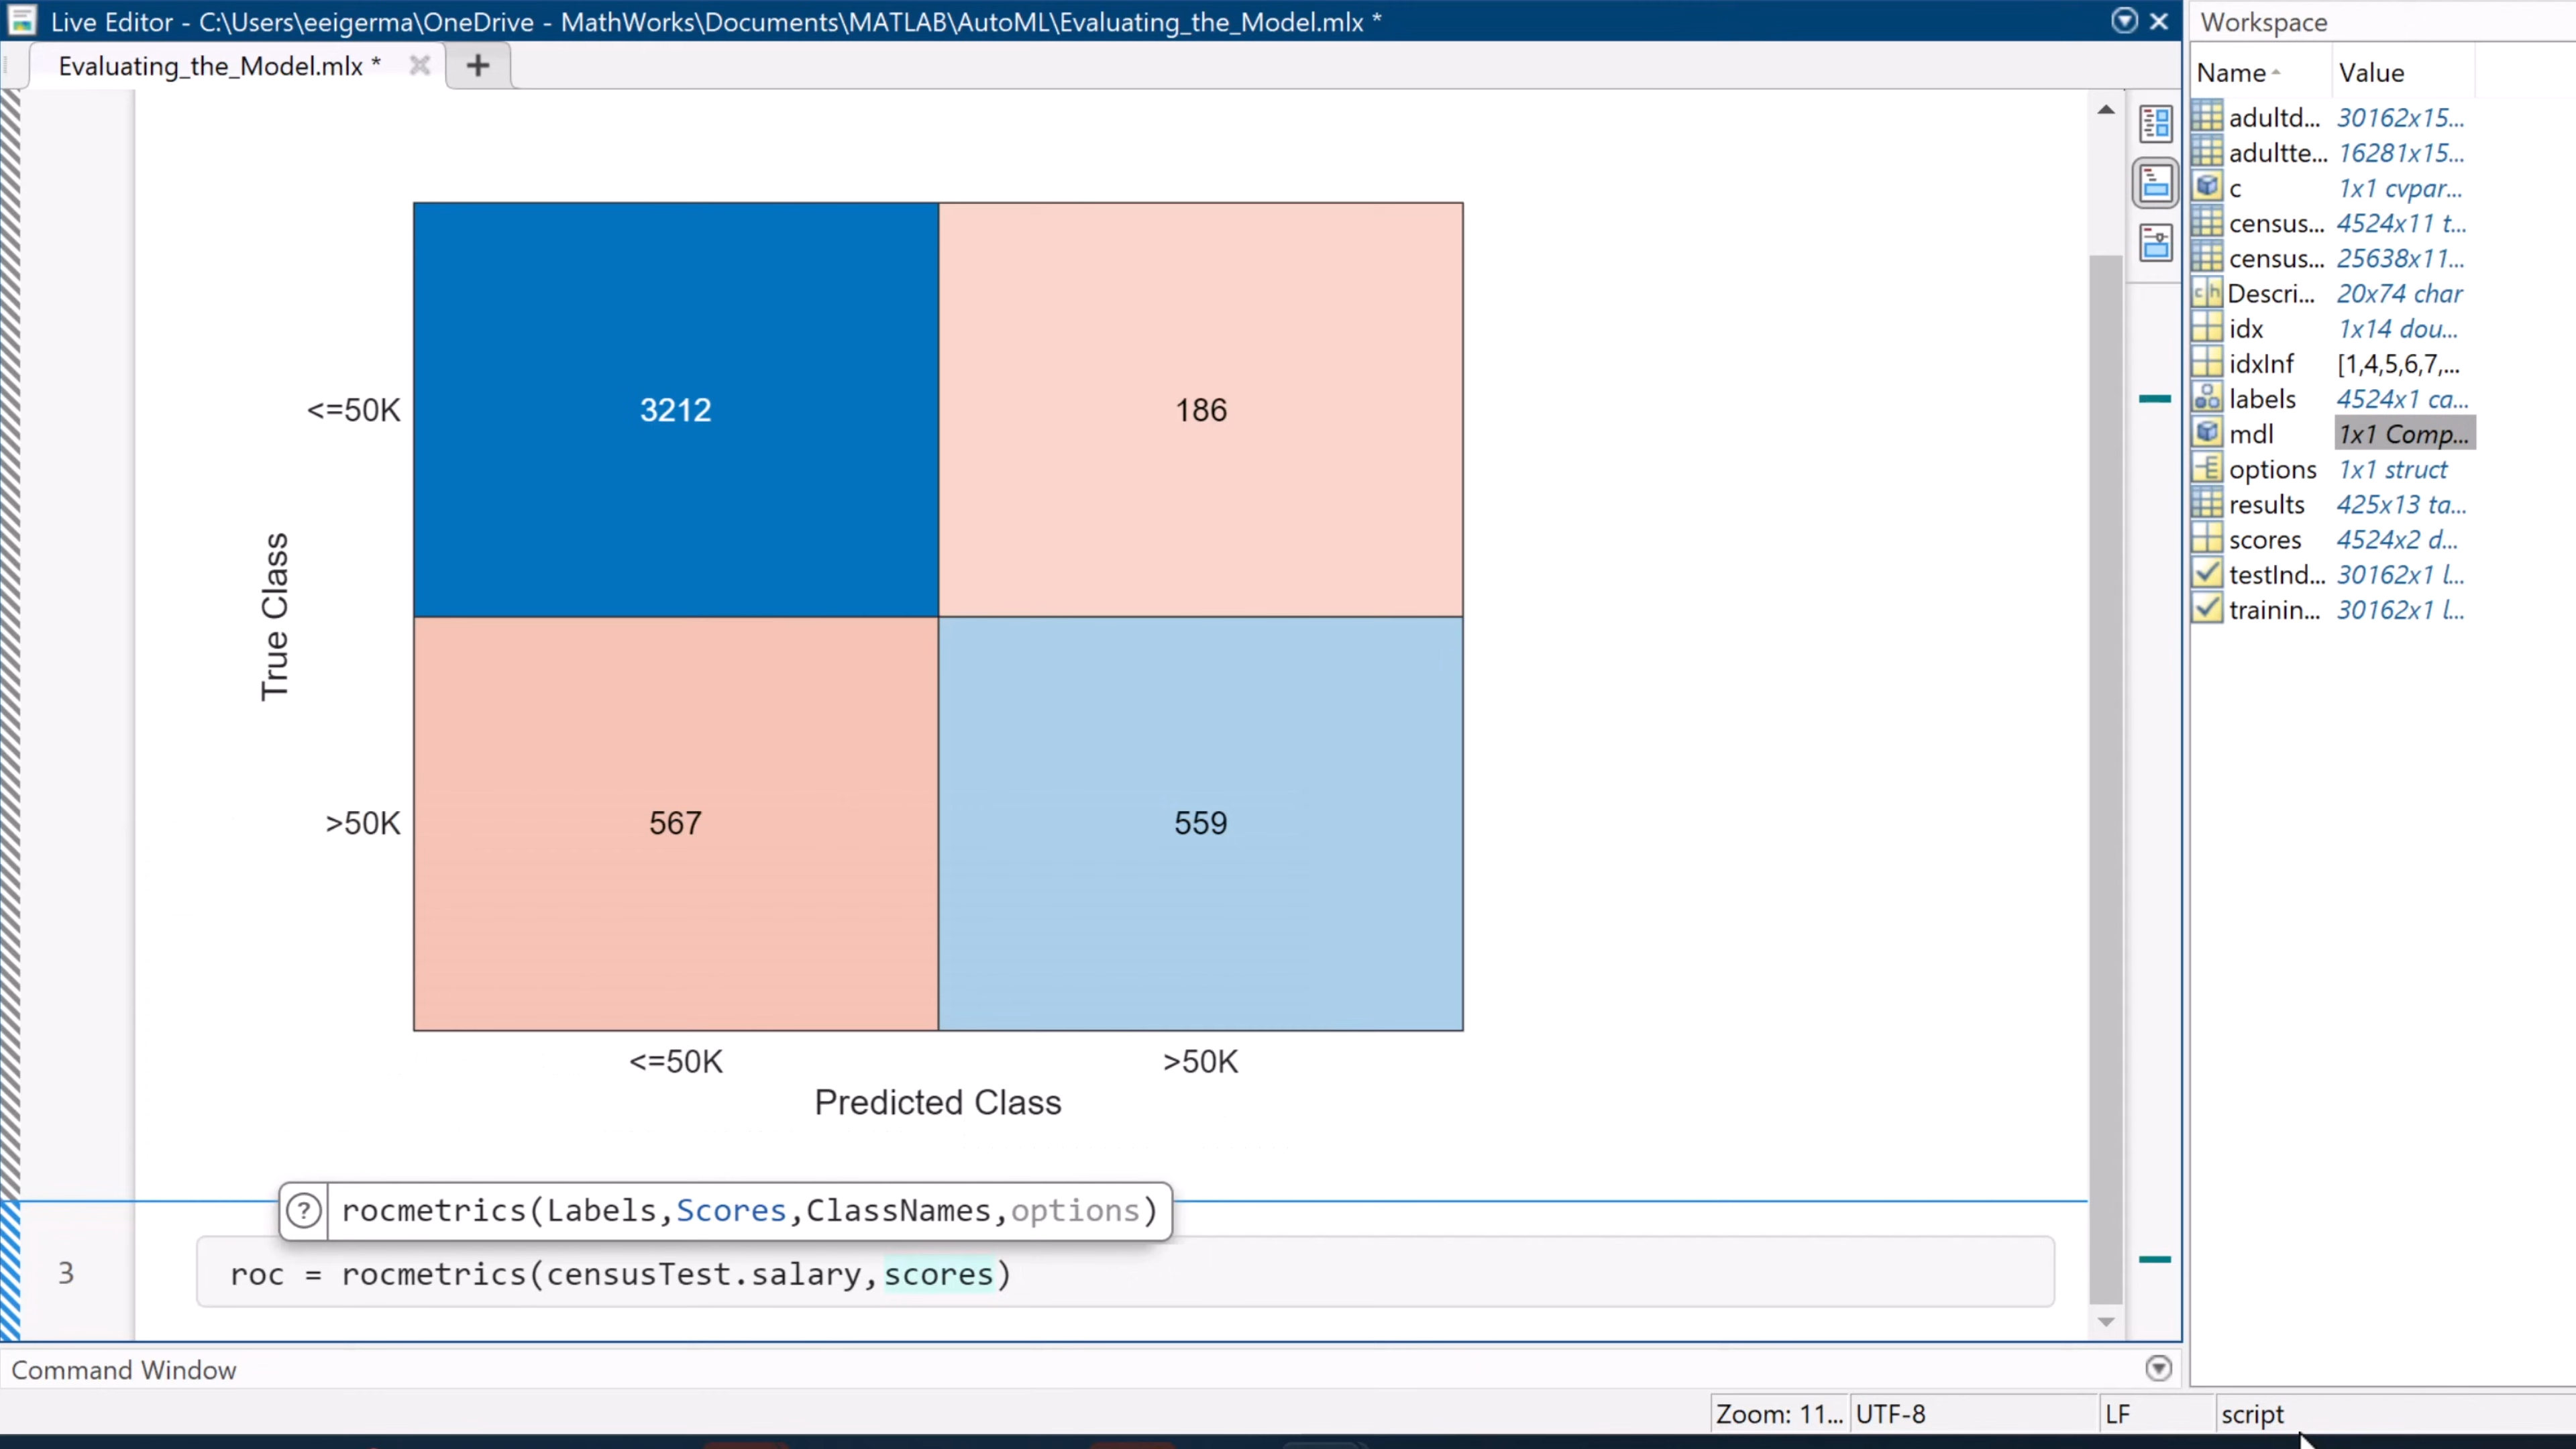 Live Editor - C:\Users\eeigerma\OneDrive - MathWorks\Documents\MATLAB\AutoML\Evaluating_the_Model.mlx *
Evaluating_the_Model.mlx *
3212
186
567
559
<=50K
>50K
True Class
<=50K
>50K
Predicted Class
rocmetrics(Labels,Scores,ClassNames,options)
3
roc = rocmetrics(censusTest.salary,scores)
Command Window
Zoom: 11... UTF-8 LF script
Workspace
Name Value
adultd... 30162x15...
adultte... 16281x15...
c 1x1 cvpar...
census... 4524x11 t...
census... 25638x11...
Descri... 20x74 char
idx 1x14 dou...
idxInf [1,4,5,6,7,...
labels 4524x1 ca...
mdl 1x1 Comp...
options 1x1 struct
results 425x13 ta...
scores 4524x2 d...
testInd... 30162x1 l...
trainin... 30162x1 l...